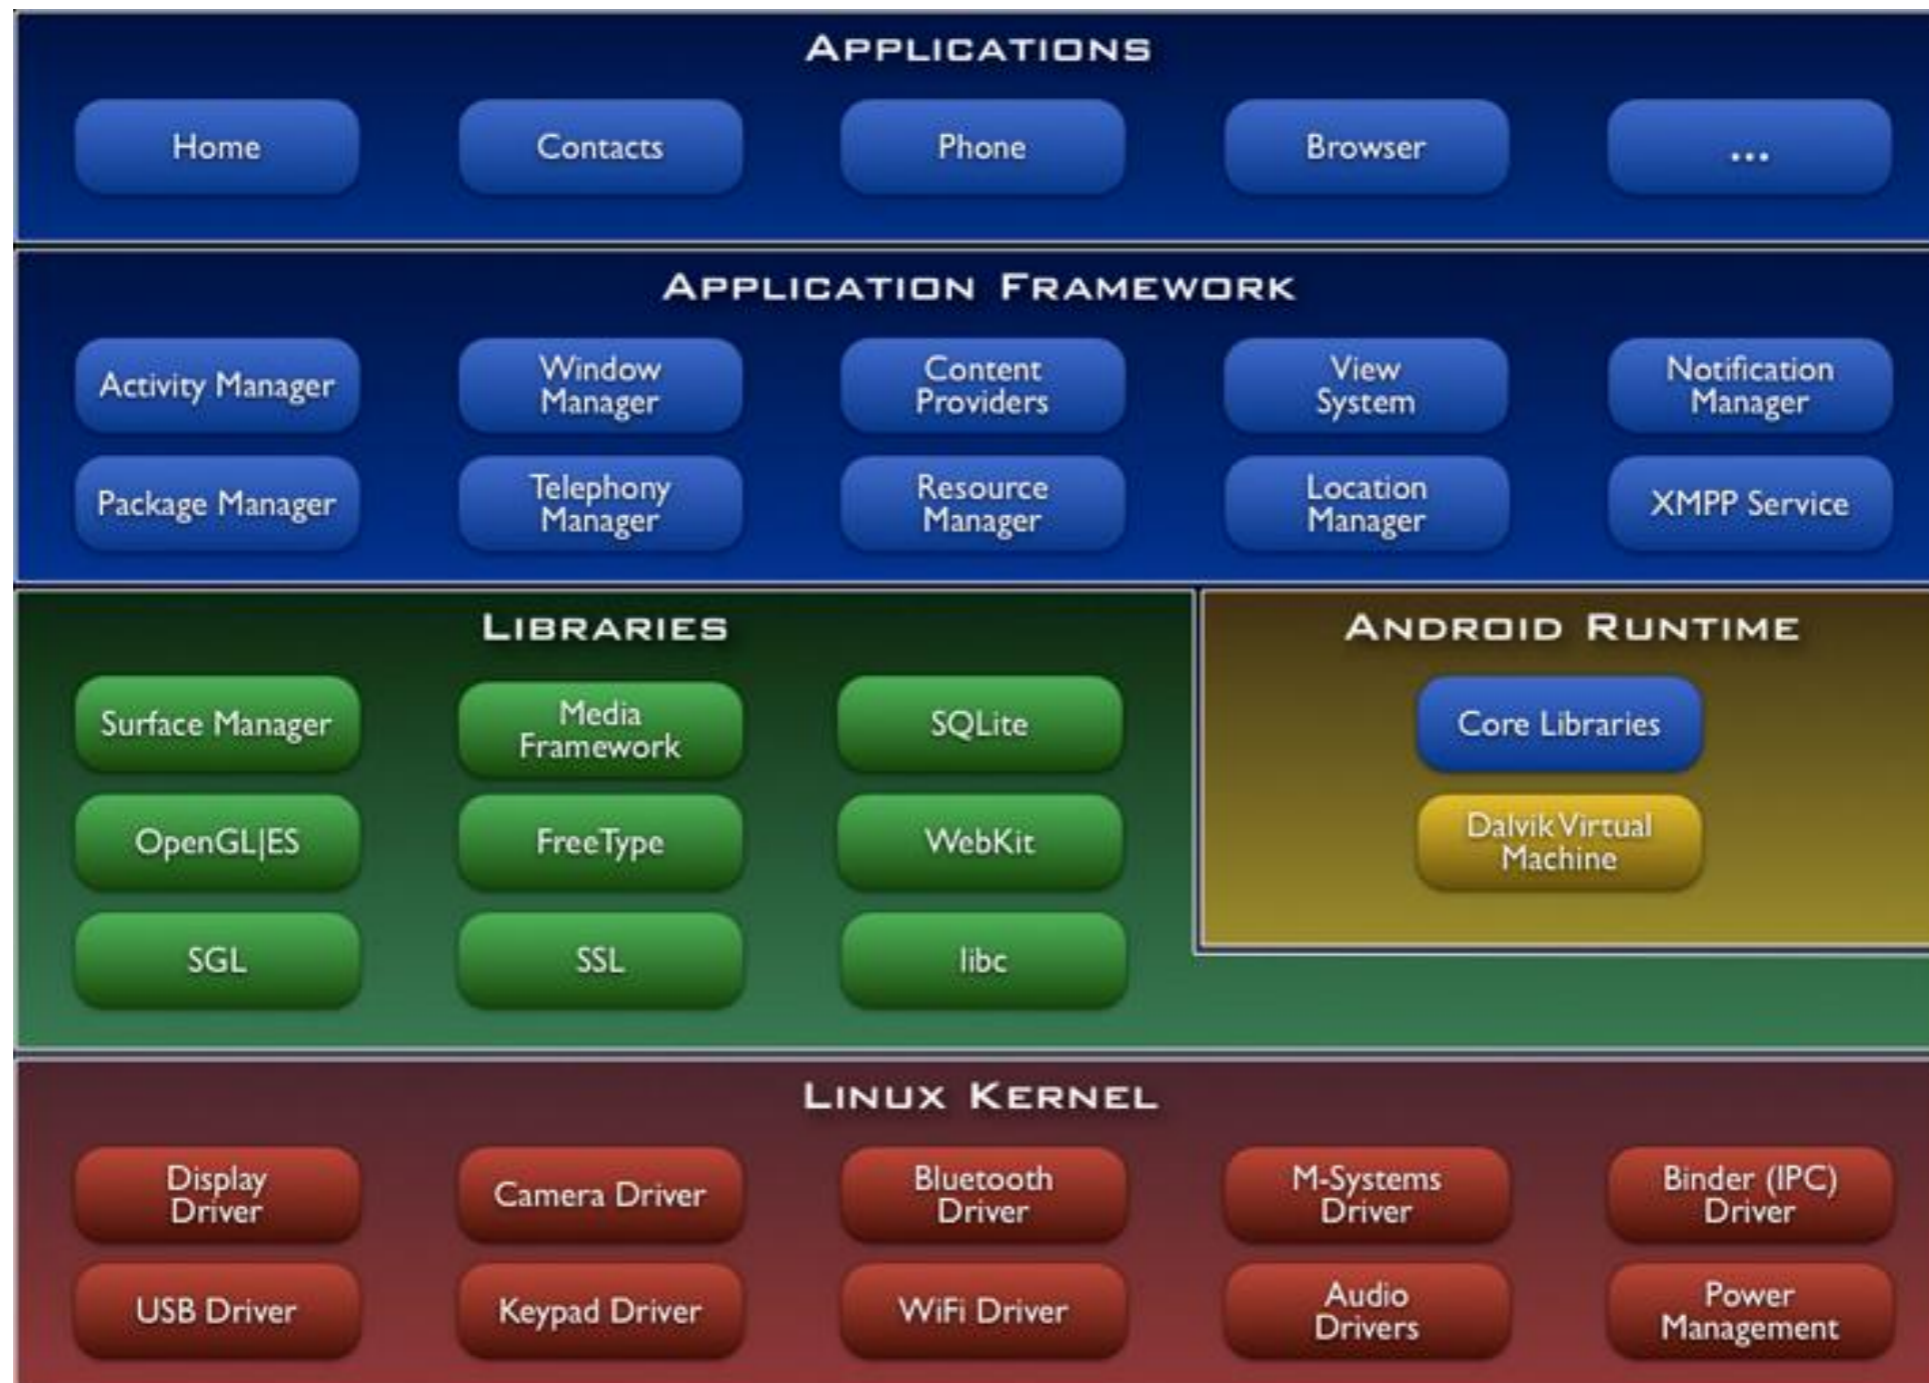 APPLICATIONS
Home
Contacts
Phone
Browser
...
APPLICATION FRAMEWORK
Activity Manager
Window
Manager
Content
Providers
View
System
Notification
Manager
Package Manager
Telephony
Manager
Resource
Manager
Location
Manager
XMPP Service
LIBRARIES
Surface Manager
Media
Framework
SQLite
OpenGL|ES
FreeType
WebKit
SGL
SSL
libc
ANDROID RUNTIME
Core Libraries
Dalvik Virtual
Machine
LINUX KERNEL
Display
Driver
Camera Driver
Bluetooth
Driver
M-Systems
Driver
Binder (IPC)
Driver
USB Driver
Keypad Driver
WiFi Driver
Audio
Drivers
Power
Management